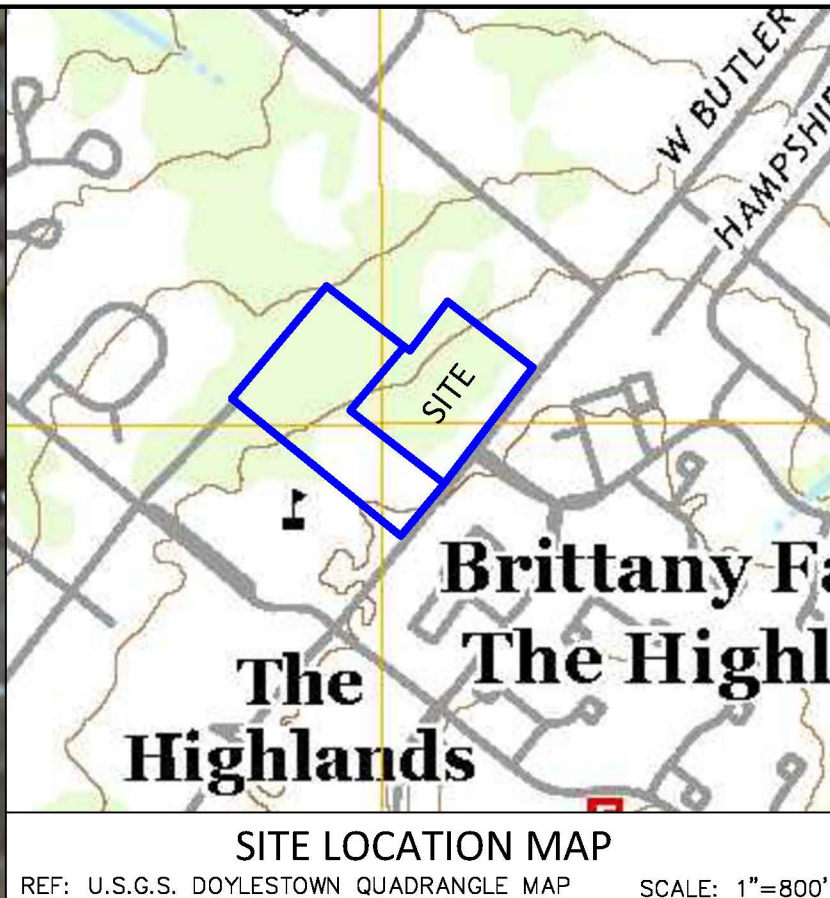 W BUTLER
HAMPSHI
SITE
Brittany Fa
The Highl
The
Highlands
SITE LOCATION MAP
REF: U.S.G.S. DOYLESTOWN QUADRANGLE MAP SCALE: 1"=800'